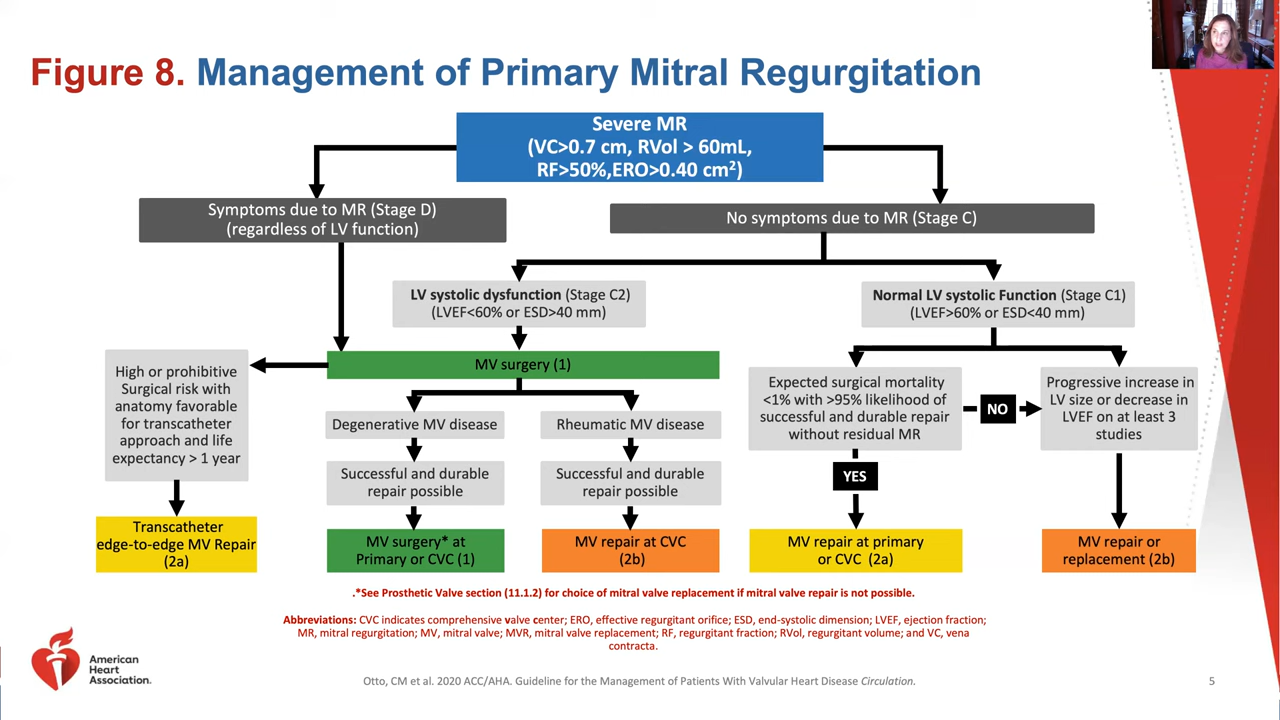 Figure 8. Management of Primary Mitral Regurgitation
Severe MR
(VC>0.7 cm, RVol > 60mL,
RF>50%,ERO>0.40 cm²)
Symptoms due to MR (Stage D)
(regardless of LV function)
No symptoms due to MR (Stage C)
LV systolic dysfunction (Stage C2)
(LVEF<60% or ESD>40 mm)
Normal LV systolic Function (Stage C1)
(LVEF>60% or ESD<40 mm)
MV surgery (1)
High or prohibitive
Surgical risk with
anatomy favorable
for transcatheter
approach and life
expectancy > 1 year
Expected surgical mortality
<1% with >95% likelihood of
successful and durable repair
without residual MR
NO
Progressive increase in
LV size or decrease in
LVEF on at least 3
studies
Degenerative MV disease
Rheumatic MV disease
Successful and durable
repair possible
Successful and durable
repair possible
YES
Transcatheter
edge-to-edge MV Repair
(2a)
MV surgery* at
Primary or CVC (1)
MV repair at CVC
(2b)
MV repair at primary
or CVC (2a)
MV repair or
replacement (2b)
.*See Prosthetic Valve section (11.1.2) for choice of mitral valve replacement if mitral valve repair is not possible.
Abbreviations: CVC indicates comprehensive valve center; ERO, effective regurgitant orifice; ESD, end-systolic dimension; LVEF, ejection fraction;
MR, mitral regurgitation; MV, mitral valve; MVR, mitral valve replacement; RF, regurgitant fraction; RVol, regurgitant volume; and VC, vena
contracta.
American
Heart
Association.
Otto, CM et al. 2020 ACC/AHA. Guideline for the Management of Patients With Valvular Heart Disease Circulation.
5